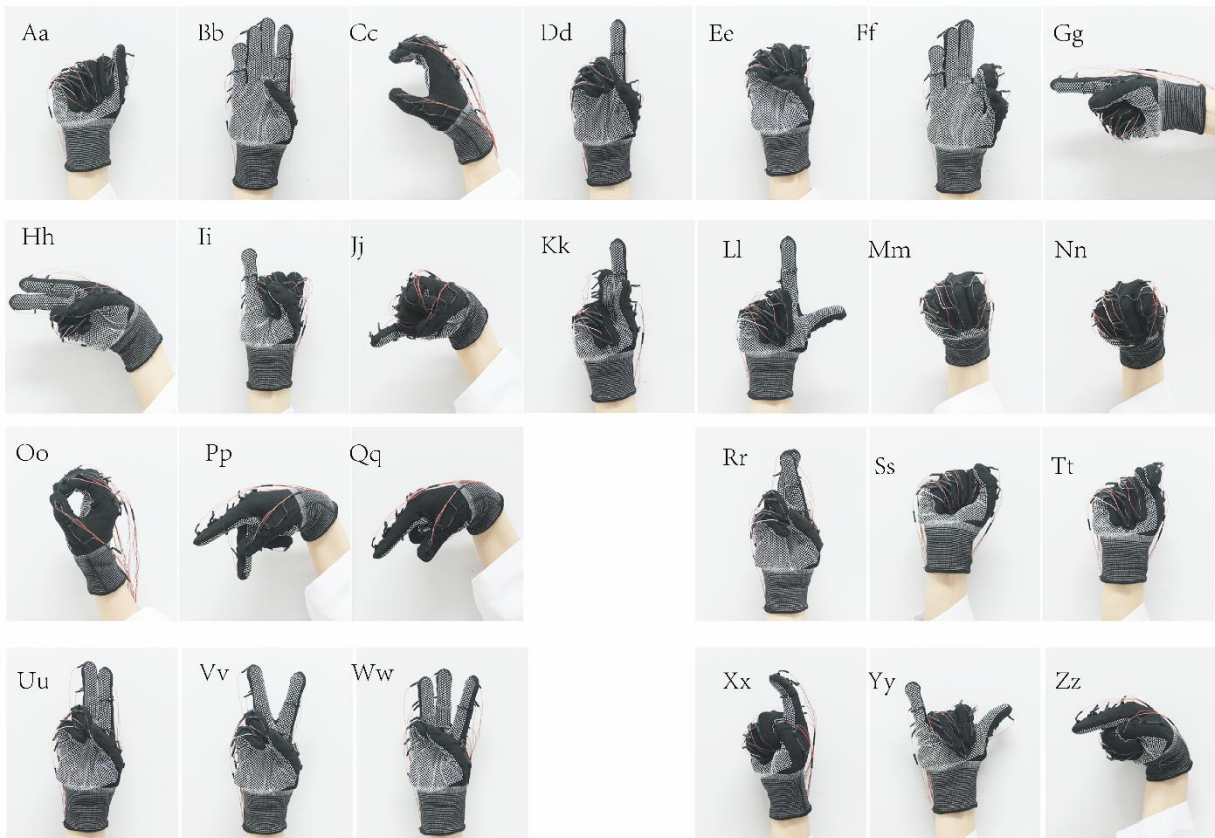 Aa Bb Cc Dd Ee Ff Gg
Hh Ii Jj Kk Ll Mm Nn
Oo Pp Qq Rr Ss Tt
Uu Vv Ww Xx Yy Zz